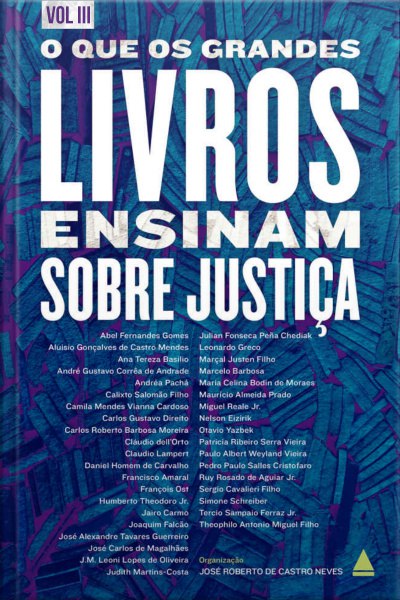 VOL III
O QUE OS GRANDES
LIVROS
ENSINAM
SOBRE JUSTIÇA
Abel Fernandes Gomes
Aluisio Gonçalves de Castro Mendes
Ana Tereza Basilio
André Gustavo Corrêa de Andrade
Andréa Pachá
Calixto Salomão Filho
Camila Mendes Vianna Cardoso
Carlos Gustavo Direito
Carlos Roberto Barbosa Moreira
Cláudio dell'Orto
Claudio Lampert
Daniel Homem de Carvalho
Francisco Amaral
François Ost
Humberto Theodoro Jr.
Jairo Carmo
Joaquim Falcão
José Alexandre Tavares Guerreiro
José Carlos de Magalhães
J.M. Leoni Lopes de Oliveira
Judith Martins-Costa
Julian Fonseca Peña Chediak
Leonardo Greco
Marçal Justen Filho
Marcelo Barbosa
Maria Celina Bodin de Moraes
Maurício Almeida Prado
Miguel Reale Jr.
Nelson Eizirik
Otavio Yazbek
Patricia Ribeiro Serra Vieira
Paulo Albert Weyland Vieira
Pedro Paulo Salles Cristofaro
Ruy Rosado de Aguiar Jr.
Sergio Cavalieri Filho
Simone Schreiber
Tercio Sampaio Ferraz Jr.
Theophilo Antonio Miguel Filho
Organização
JOSÉ ROBERTO DE CASTRO NEVES